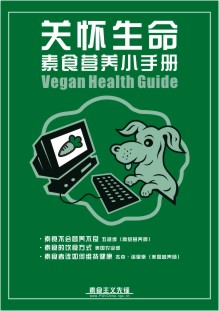 关怀生命
素食营养小手册
Vegan Health Guide
·素食不会营养不良
·素食的饮食方式
·素食者该如何维持健康
素食主义先锋